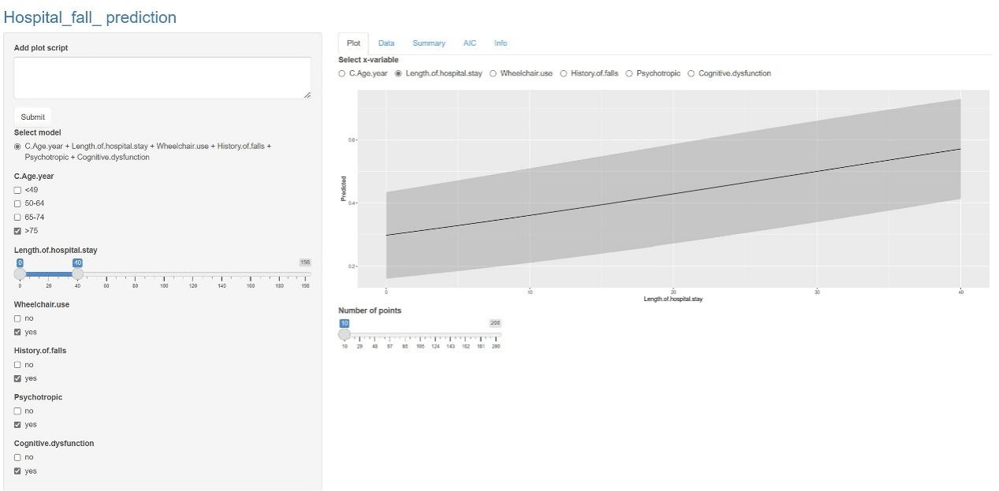 Hospital_fall_ prediction
Add plot script
Submit
Select model
C.Age.year + Length.of.hospital.stay + Wheelchair.use + History.of.falls +
Psychotropic + Cognitive.dysfunction
C.Age.year
<49
50-64
65-74
>75
Length.of.hospital.stay
0 40 198
0 20 40 60 80 100 120 140 160 180 198
Wheelchair.use
no
yes
History.of.falls
no
yes
Psychotropic
no
yes
Cognitive.dysfunction
no
yes
Plot Data Summary AIC Info
Select x-variable
C.Age.year Length.of.hospital.stay Wheelchair.use History.of.falls Psychotropic Cognitive.dysfunction
0.6
Predicted
0.4
0.2
0 10 20 30 40
Length.of.hospital.stay
Number of points
10 200
10 29 48 67 86 105 124 143 162 181 200